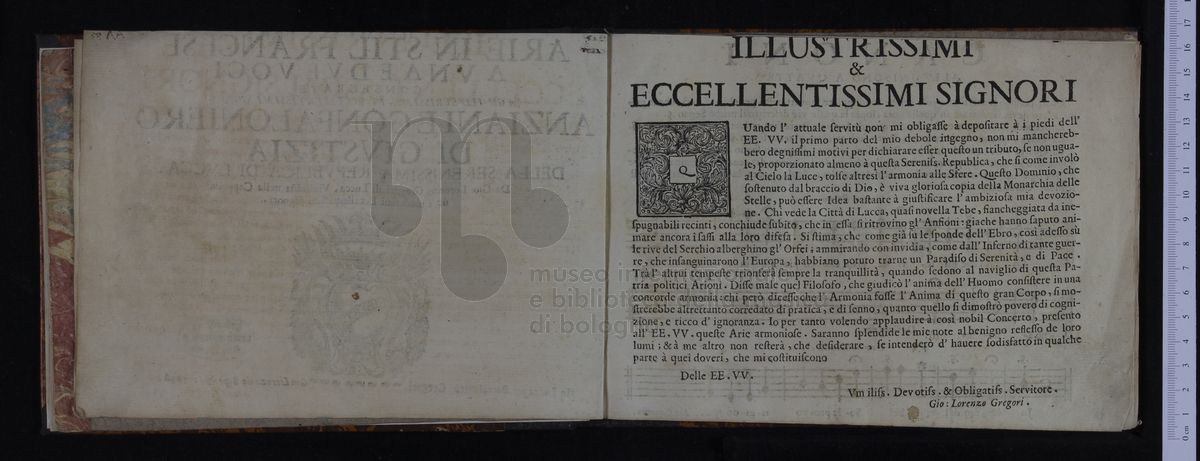 ILLUSTRISSIMI
&
ECCELLENTISSIMI SIGNORI
QUando l' attuale servitù non mi obligasse à depositare à i piedi dell'
EE. VV. il primo parto del mio debole ingegno, non mi mancherebbero
bero degnissimi motivi per dichiarare esser questo un tributo, se non ugua-
le, proporzionato almeno à questa Sereniss. Republica, che sì come involò
al Cielo la Luce, tolse altresì l' armonia alle Sfere. Questo Dominio, che
sostenuto dal braccio di Dio, è viva gloriosa copia della Monarchia delle
Stelle, può essere Idea bastante à giustificare l' ambiziosa mia devozio-
ne. Chi vede la Città di Lucca, quasi novella Tebe, fiancheggiata da ine-
spugnabili recinti, conchiude subito, che in essa si ritrovino gl' Anfioni: giache hanno saputo ani-
mare ancora i sassi alla loro difesa. Si stima, che come già sù le sponde dell' Ebro, così adesso sù
le rive del Serchio alberghino gl' Orfei; ammirando con invidia, come dall' Inferno di tante guer-
re, che insanguinarono l' Europa, habbiano potuto trarne un Paradiso di Serenità, e di Pace.
Trà l' altrui tempeste trionferà sempre la tranquillità, quando sedono al naviglio di questa Pa-
tria politici Arioni. Disse male quel Filosofo, che giudicò l' anima dell' Huomo consistere in una
concorde armonia: chi però dicesse che l' Armonia fosse l' Anima di questo gran Corpo, si mo-
strerebbe altrettanto corredato di pratica, e di senno, quanto quello si dimostrò povero di cogni-
zione, e ricco d' ignoranza. Io per tanto volendo applaudire à così nobil Concerto, presento
all' EE. VV. queste Arie armoniose. Saranno splendide le mie note al benigno reflesso de loro
lumi; & à me altro non resterà, che desiderare, se intenderò d' havere sodisfatto in qualche
parte à quei doveri, che mi costituiscono
Delle EE. VV.
Vmiliss. Devotiss. & Obligatiss. Servitore.
Gio: Lorenzo Gregori.